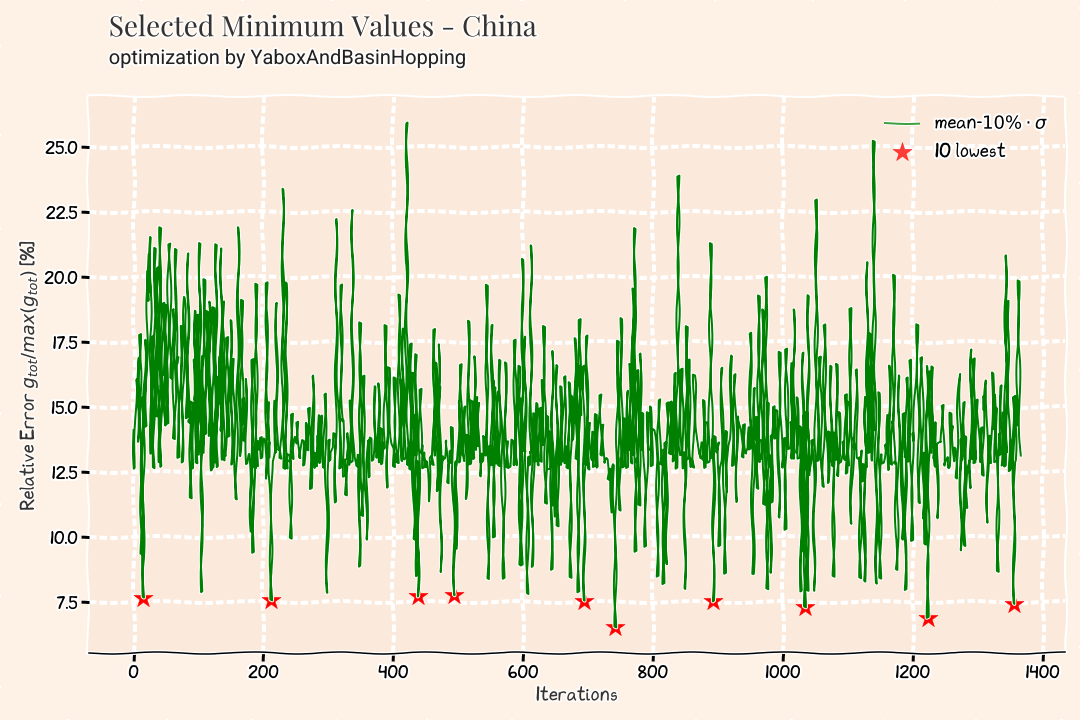 Selected Minimum Values - China
optimization by YaboxAndBasinHopping
mean-10% · σ
10 lowest
Relative Error g_tot/max(g_tot) [%]
25.0
22.5
20.0
17.5
15.0
12.5
10.0
7.5
0 200 400 600 800 1000 1200 1400
Iterations